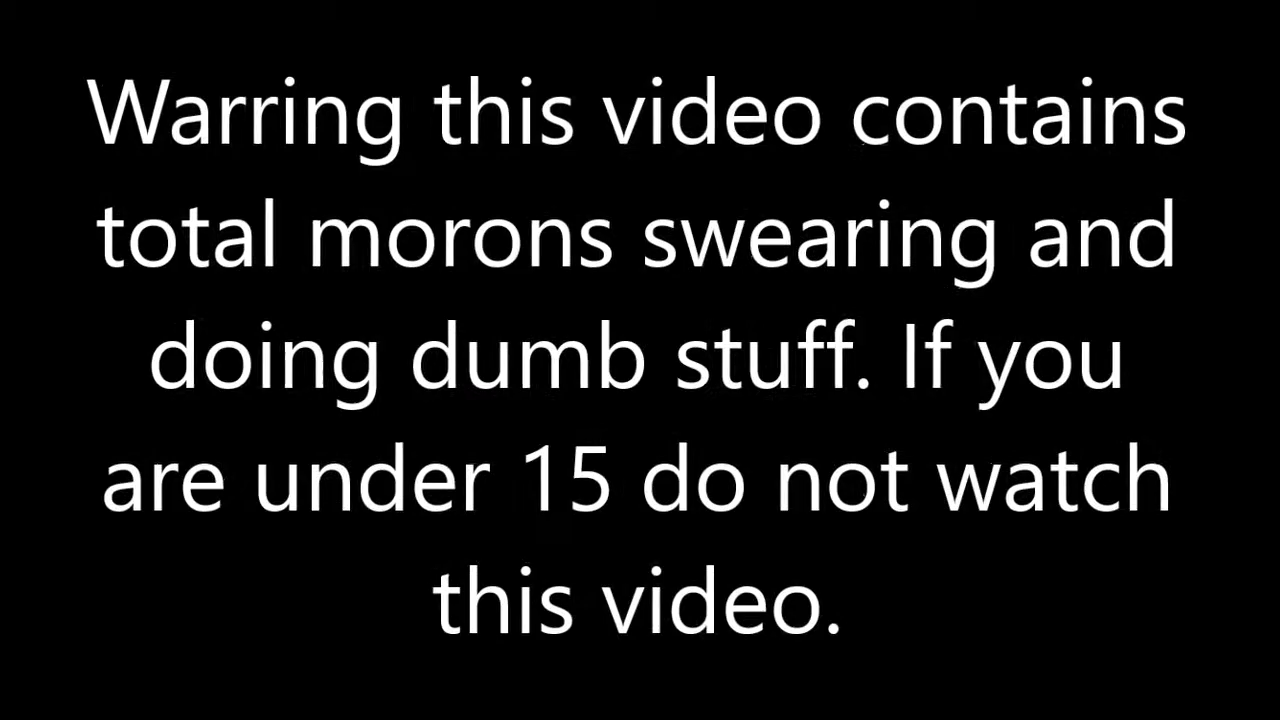 Warring this video contains
total morons swearing and
doing dumb stuff. If you
are under 15 do not watch
this video.